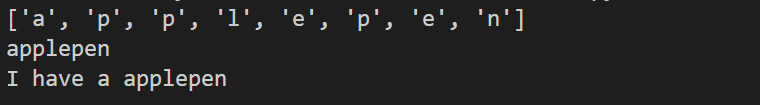 ['a', 'p', 'p', 'l', 'e', 'p', 'e', 'n']
applepen
I have a applepen